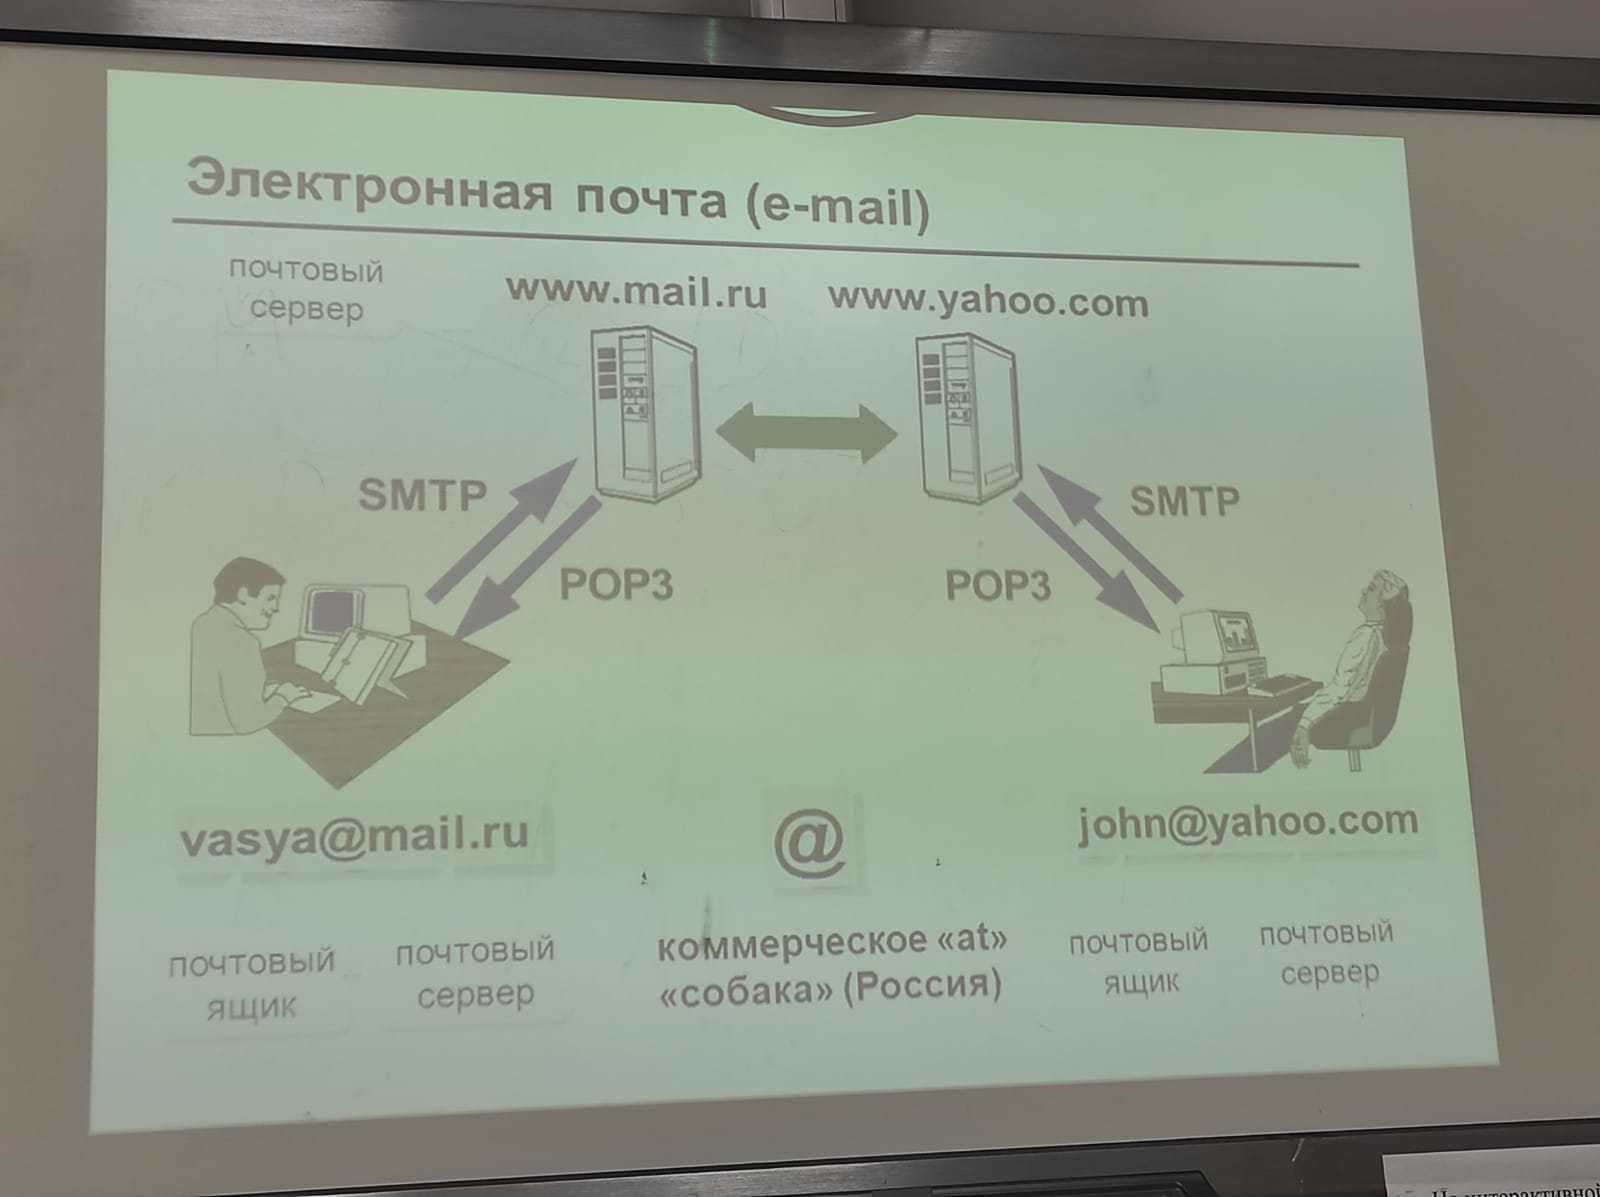 Электронная почта (e-mail)
почтовый
сервер
www.mail.ru
www.yahoo.com
SMTP
POP3
POP3
SMTP
vasya@mail.ru
@
john@yahoo.com
почтовый
ящик
почтовый
сервер
коммерческое «at»
«собака» (Россия)
почтовый
ящик
почтовый
сервер